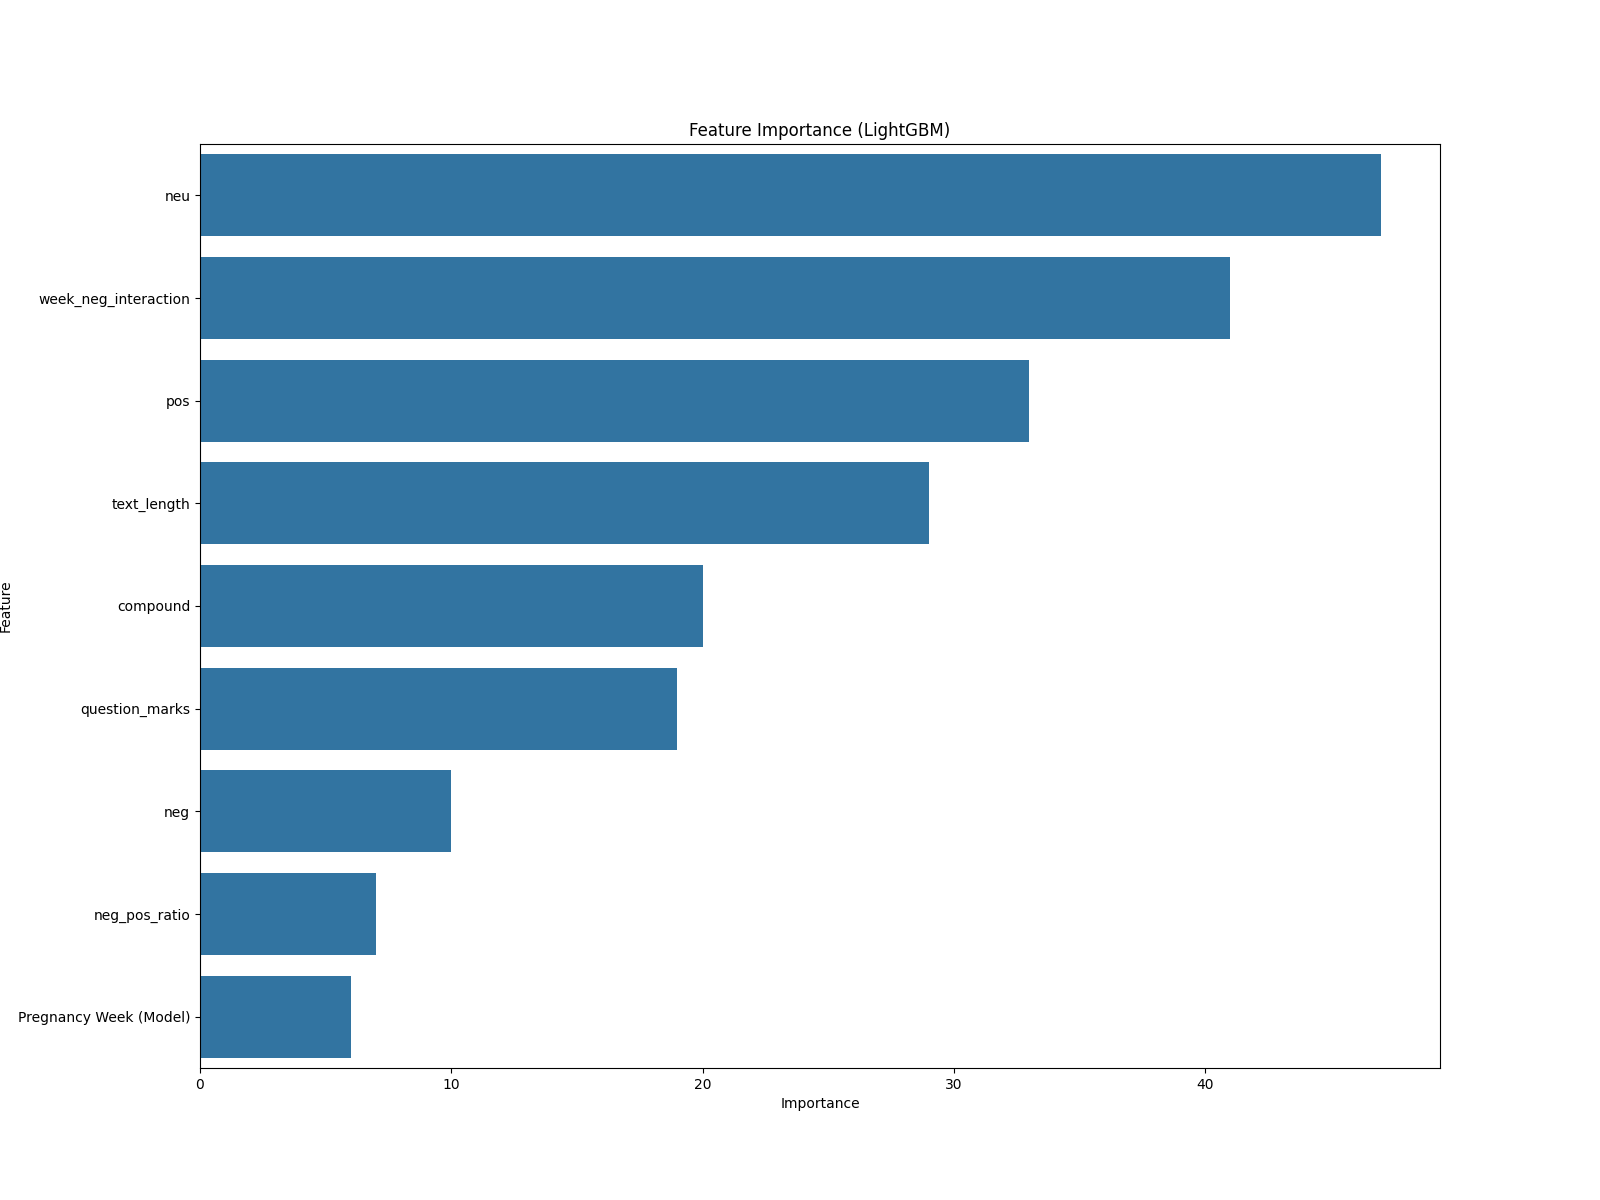 Feature Importance (LightGBM)
Feature
neu
week_neg_interaction
pos
text_length
compound
question_marks
neg
neg_pos_ratio
Pregnancy Week (Model)
0 10 20 30 40
Importance